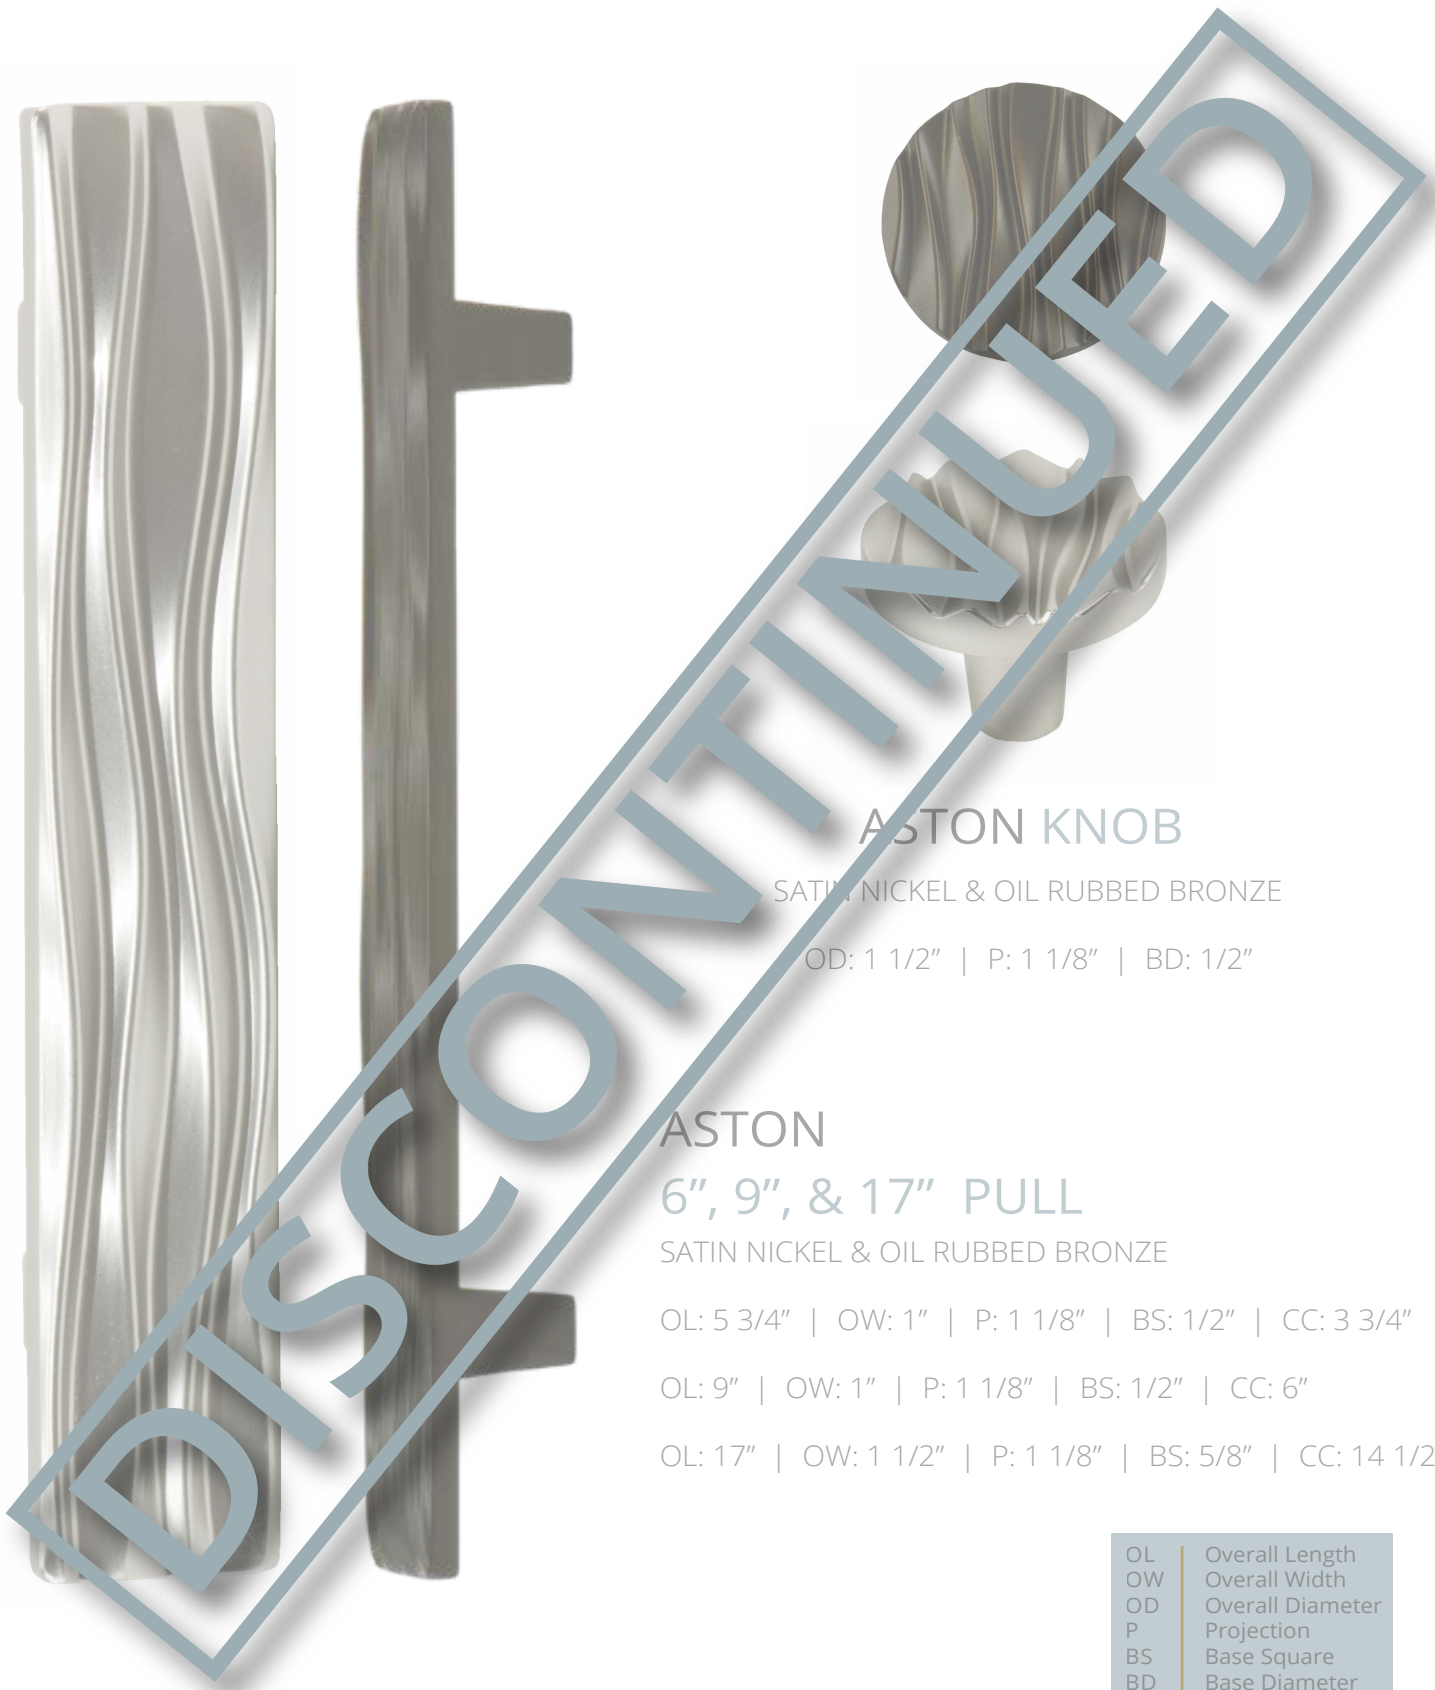 DISCONTINUED
ASTON KNOB
SATIN NICKEL & OIL RUBBED BRONZE
OD: 1 1/2” | P: 1 1/8” | BD: 1/2”
ASTON
6”, 9”, & 17” PULL
SATIN NICKEL & OIL RUBBED BRONZE
OL: 5 3/4” | OW: 1” | P: 1 1/8” | BS: 1/2” | CC: 3 3/4”
OL: 9” | OW: 1” | P: 1 1/8” | BS: 1/2” | CC: 6”
OL: 17” | OW: 1 1/2” | P: 1 1/8” | BS: 5/8” | CC: 14 1/2
OL | Overall Length
OW | Overall Width
OD | Overall Diameter
P | Projection
BS | Base Square
BD | Base Diameter